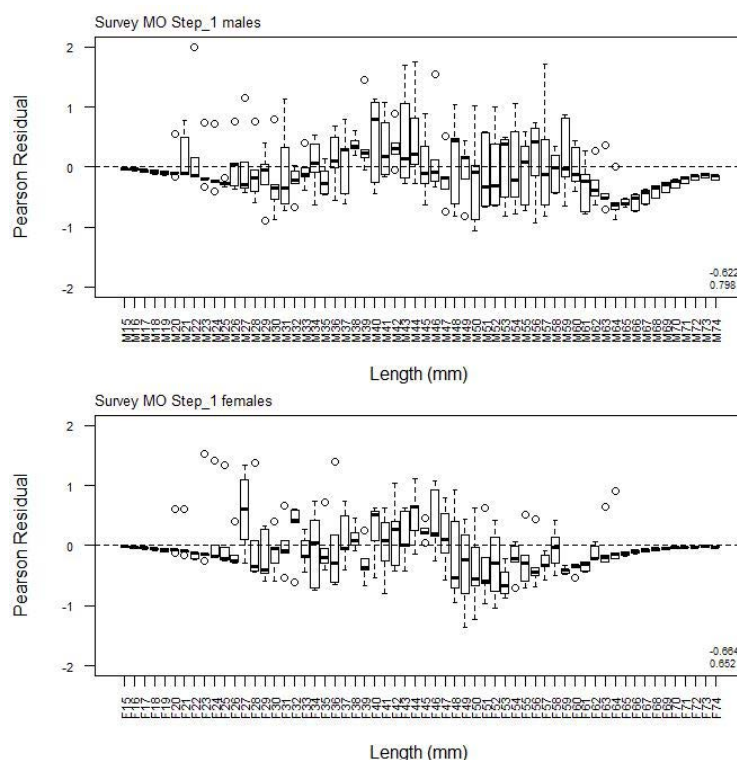 Survey MO Step_1 males
2
1
0
-1
-2
Pearson Residual
-0.622
0.798
M15 M16 M17 M18 M19 M20 M21 M22 M23 M24 M25 M26 M27 M28 M29 M30 M31 M32 M33 M34 M35 M36 M37 M38 M39 M40 M41 M42 M43 M44 M45 M46 M47 M48 M49 M50 M51 M52 M53 M54 M55 M56 M57 M58 M59 M60 M61 M62 M63 M64 M65 M66 M67 M68 M69 M70 M71 M72 M73 M74
Length (mm)
Survey MO Step_1 females
2
1
0
-1
-2
Pearson Residual
-0.664
0.652
F15 F16 F17 F18 F19 F20 F21 F22 F23 F24 F25 F26 F27 F28 F29 F30 F31 F32 F33 F34 F35 F36 F37 F38 F39 F40 F41 F42 F43 F44 F45 F46 F47 F48 F49 F50 F51 F52 F53 F54 F55 F56 F57 F58 F59 F60 F61 F62 F63 F64 F65 F66 F67 F68 F69 F70 F71 F72 F73 F74
Length (mm)